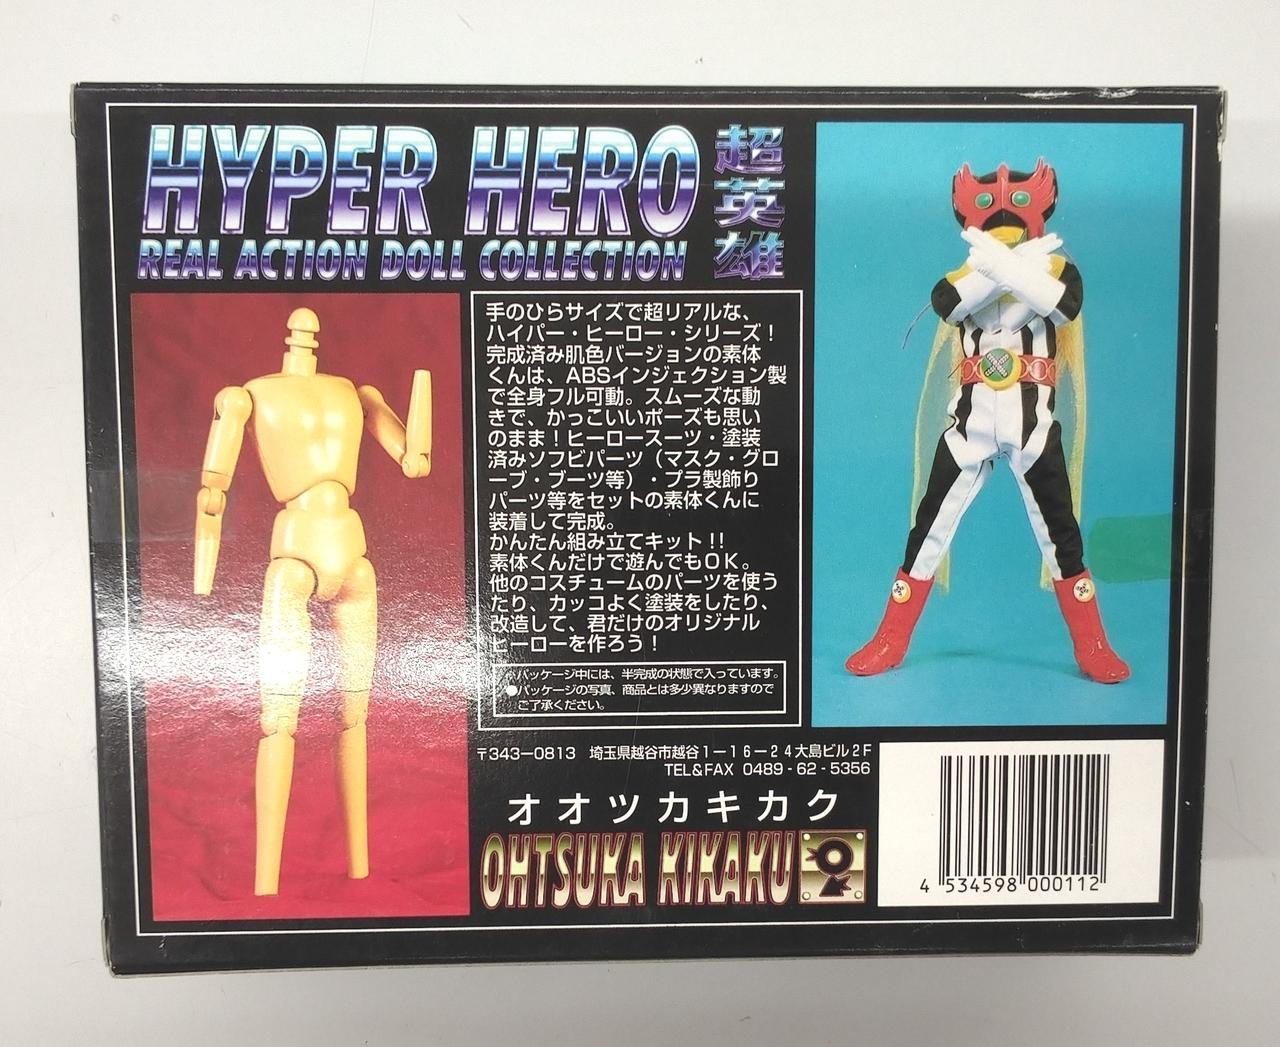 HYPER HERO
REAL ACTION DOLL COLLECTION
超英雄
手のひらサイズで超リアルな、
ハイパー・ヒーロー・シリーズ！
完成済み肌色バージョンの素体
くんは、ABSインジェクション製
で全身フル可動。スムーズな動
きで、かっこいいポーズも思い
のまま！ヒーロースーツ・塗装
済みソフビパーツ（マスク・グロ
ーブ・ブーツ等）・プラ製飾り
パーツ等をセットの素体くんに
装着して完成。
かんたん組み立てキット!!
素体くんだけで遊んでもＯＫ。
他のコスチュームのパーツを使う
たり、カッコよく塗装をしたり、
改造して、君だけのオリジナル
ヒーローを作ろう！
●パッケージ中には、半完成の状態で入っています。
●パッケージの写真、商品とは多少異なりますので
ご了承ください。
〒343－0813 埼玉県越谷市越谷１－１６－２４大島ビル２Ｆ
TEL&FAX 0489-62-5356
オオツカキカク
OHTSUKA KIKAKU
4 534598 000112